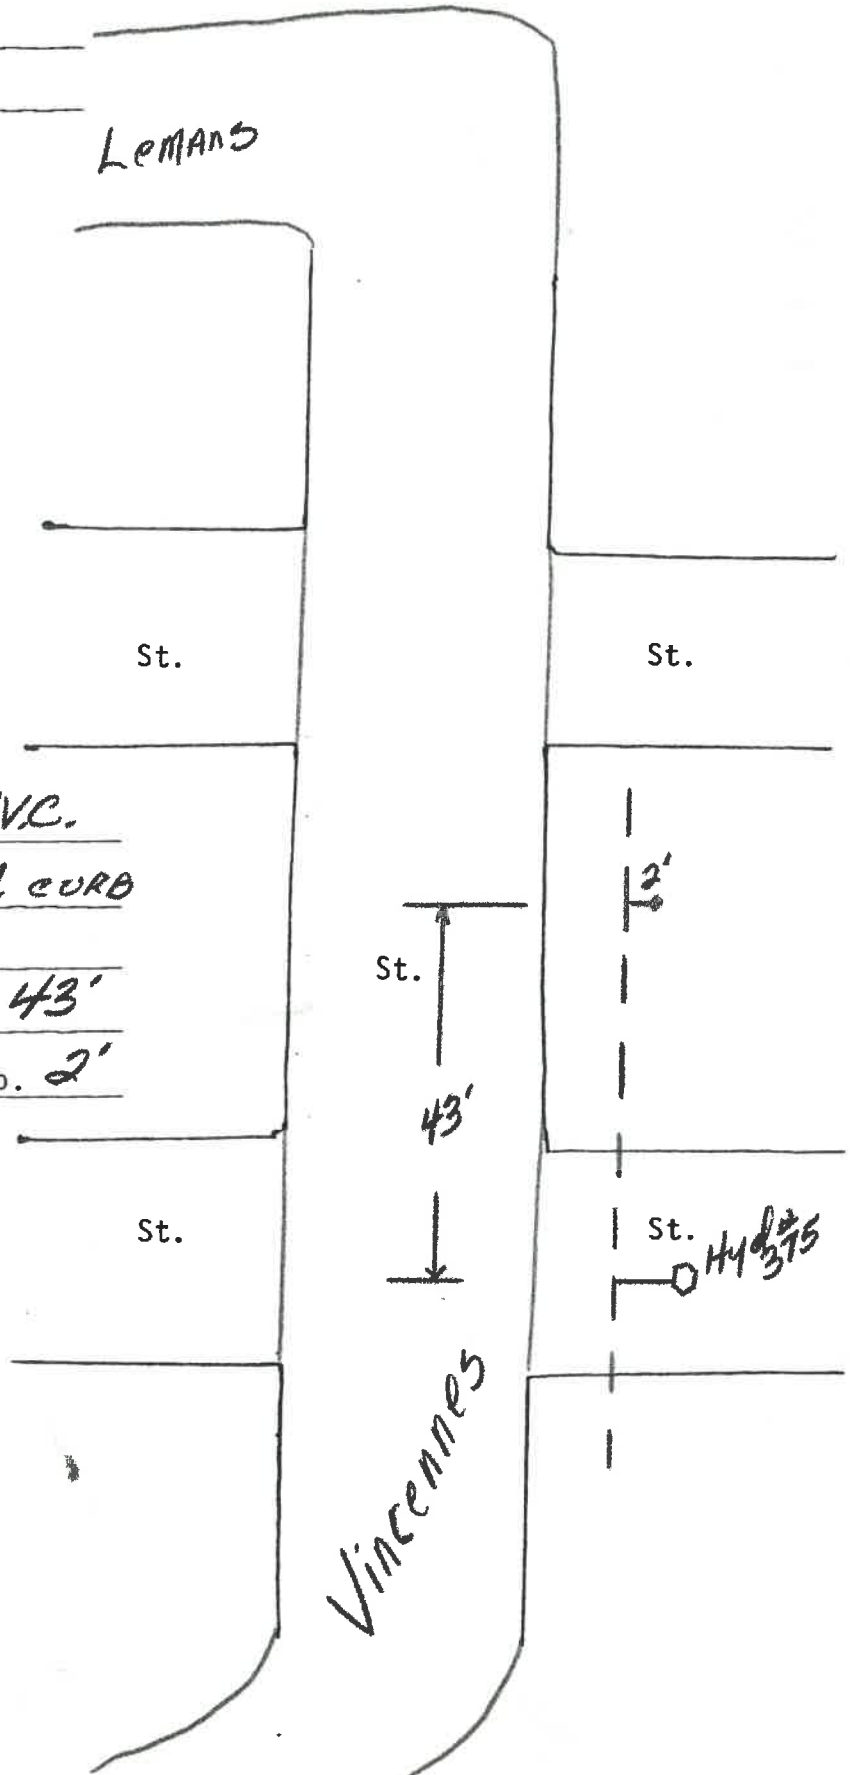 LeMANS
St. St.
V.C.
CURB
2'
St.
43'
2'
43'
St. St.
Hyd# 375
Vincennes